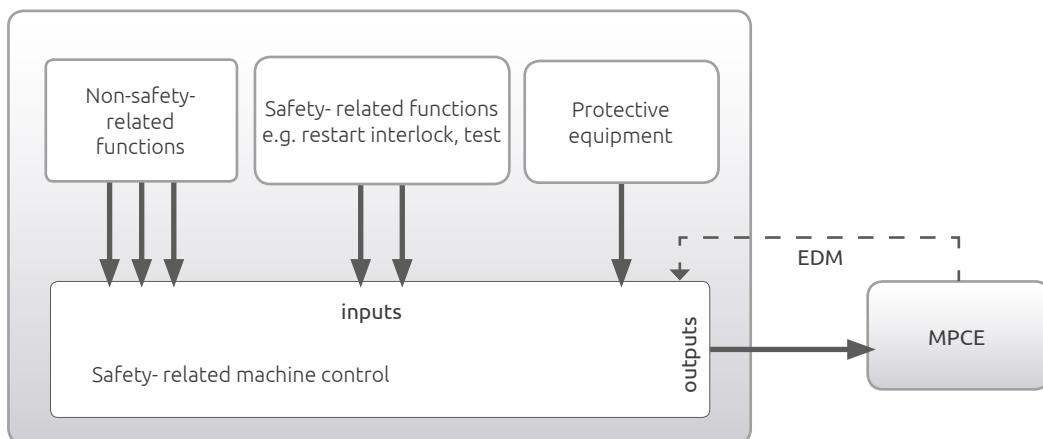 Non-safety-
related
functions
Safety- related functions
e.g. restart interlock, test
Protective
equipment
EDM
inputs
outputs
MPCE
Safety- related machine control